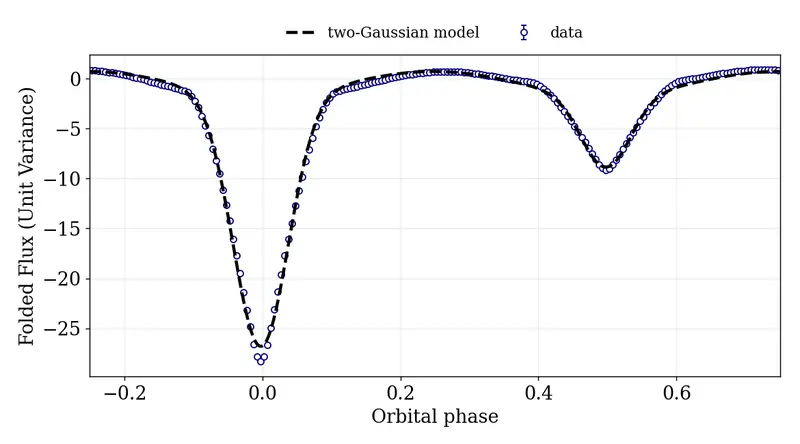 two-Gaussian model data
0
−5
−10
−15
−20
−25
Folded Flux (Unit Variance)
−0.2 0.0 0.2 0.4 0.6
Orbital phase